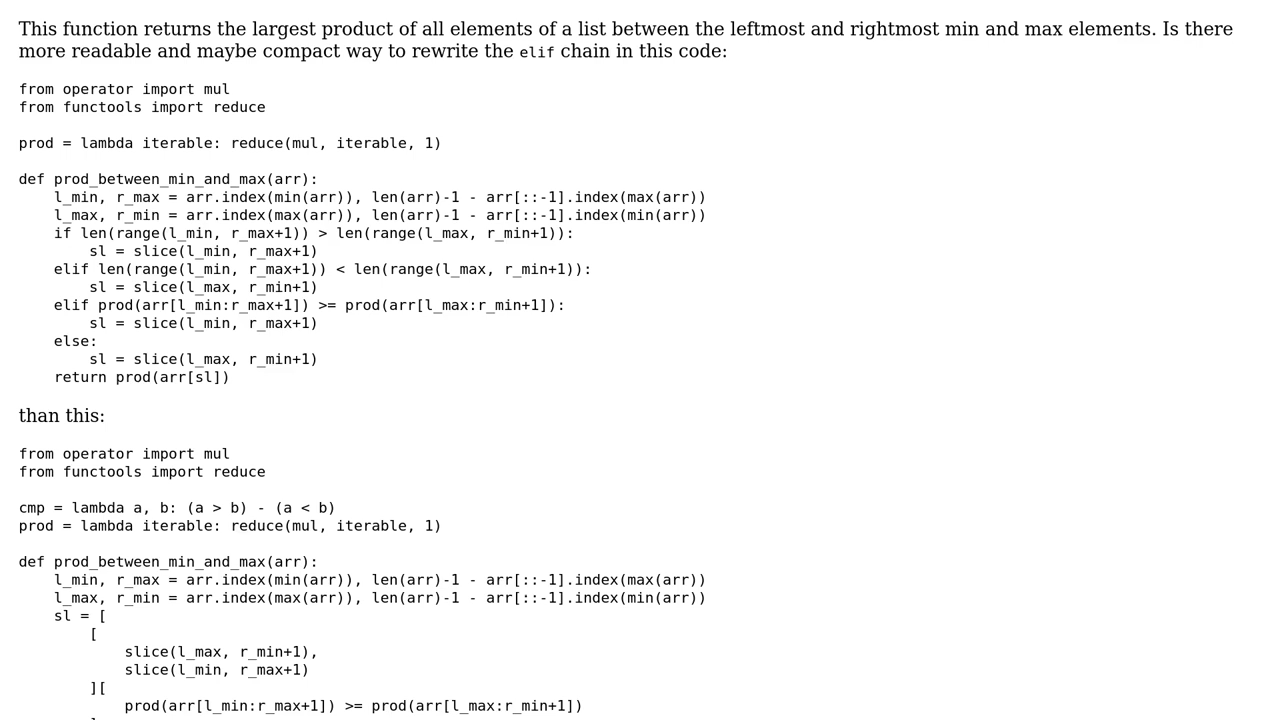 This function returns the largest product of all elements of a list between the leftmost and rightmost min and max elements. Is there
more readable and maybe compact way to rewrite the elif chain in this code:
from operator import mul
from functools import reduce
prod = lambda iterable: reduce(mul, iterable, 1)
def prod_between_min_and_max(arr):
    l_min, r_max = arr.index(min(arr)), len(arr)-1 - arr[::-1].index(max(arr))
    l_max, r_min = arr.index(max(arr)), len(arr)-1 - arr[::-1].index(min(arr))
    if len(range(l_min, r_max+1)) > len(range(l_max, r_min+1)):
        sl = slice(l_min, r_max+1)
    elif len(range(l_min, r_max+1)) < len(range(l_max, r_min+1)):
        sl = slice(l_max, r_min+1)
    elif prod(arr[l_min:r_max+1]) >= prod(arr[l_max:r_min+1]):
        sl = slice(l_min, r_max+1)
    else:
        sl = slice(l_max, r_min+1)
    return prod(arr[sl])
than this:
from operator import mul
from functools import reduce
cmp = lambda a, b: (a > b) - (a < b)
prod = lambda iterable: reduce(mul, iterable, 1)
def prod_between_min_and_max(arr):
    l_min, r_max = arr.index(min(arr)), len(arr)-1 - arr[::-1].index(max(arr))
    l_max, r_min = arr.index(max(arr)), len(arr)-1 - arr[::-1].index(min(arr))
    sl = [
        [
            slice(l_max, r_min+1),
            slice(l_min, r_max+1)
        ][
            prod(arr[l_min:r_max+1]) >= prod(arr[l_max:r_min+1])